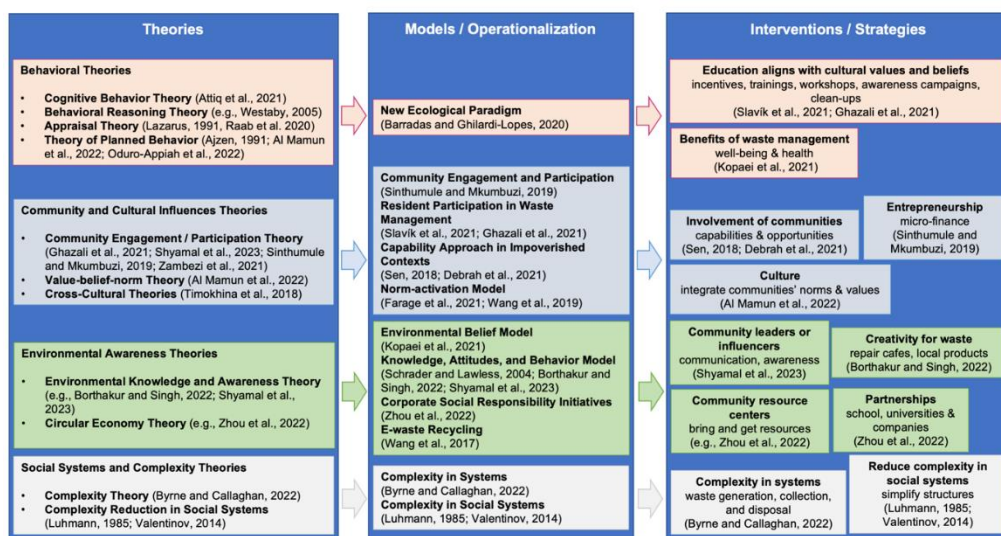 Theories
Behavioral Theories
• Cognitive Behavior Theory (Attiq et al., 2021)
• Behavioral Reasoning Theory (e.g., Westaby, 2005)
• Appraisal Theory (Lazarus, 1991, Raab et al. 2020)
• Theory of Planned Behavior (Ajzen, 1991; Al Mamun
et al., 2022; Oduro-Appiah et al., 2022)
Community and Cultural Influences Theories
• Community Engagement / Participation Theory
(Ghazali et al., 2021; Shyamal et al., 2023; Sinthumule
and Mkumbuzi, 2019; Zambezi et al., 2021)
• Value-belief-norm Theory (Al Mamun et al., 2022)
• Cross-Cultural Theories (Timokhina et al., 2018)
Environmental Awareness Theories
• Environmental Knowledge and Awareness Theory
(e.g., Borthakur and Singh, 2022; Shyamal et al.,
2023)
• Circular Economy Theory (e.g., Zhou et al., 2022)
Social Systems and Complexity Theories
• Complexity Theory (Byrne and Callaghan, 2022)
• Complexity Reduction in Social Systems
(Luhmann, 1985; Valentinov, 2014)
Models / Operationalization
New Ecological Paradigm
(Barradas and Ghilardi-Lopes, 2020)
Community Engagement and Participation
(Sinthumule and Mkumbuzi, 2019)
Resident Participation in Waste
Management
(Slavík et al., 2021; Ghazali et al., 2021)
Capability Approach in Impoverished
Contexts
(Sen, 2018; Debrah et al., 2021)
Norm-activation Model
(Farage et al., 2021; Wang et al., 2019)
Environmental Belief Model
(Kopaei et al., 2021)
Knowledge, Attitudes, and Behavior Model
(Schrader and Lawless, 2004; Borthakur and
Singh, 2022; Shyamal et al., 2023)
Corporate Social Responsibility Initiatives
(Zhou et al., 2022)
E-waste Recycling
(Wang et al., 2017)
Complexity in Systems
(Byrne and Callaghan, 2022)
Complexity in Social Systems
(Luhmann, 1985; Valentinov, 2014)
Interventions / Strategies
Education aligns with cultural values and beliefs
incentives, trainings, workshops, awareness campaigns,
clean-ups
(Slavík et al., 2021; Ghazali et al., 2021)
Benefits of waste management
well-being & health
(Kopaei et al., 2021)
Involvement of communities
capabilities & opportunities
(Sen, 2018; Debrah et al., 2021)
Entrepreneurship
micro-finance
(Sinthumule and
Mkumbuzi, 2019)
Culture
integrate communities' norms & values
(Al Mamun et al., 2022)
Community leaders or
influencers
communication, awareness
(Shyamal et al., 2023)
Creativity for waste
repair cafes, local products
(Borthakur and Singh, 2022)
Community resource
centers
bring and get resources
(e.g., Zhou et al., 2022)
Partnerships
school, universities &
companies
(Zhou et al., 2022)
Complexity in systems
waste generation, collection,
and disposal
(Byrne and Callaghan, 2022)
Reduce complexity in
social systems
simplify structures
(Luhmann, 1985;
Valentinov, 2014)